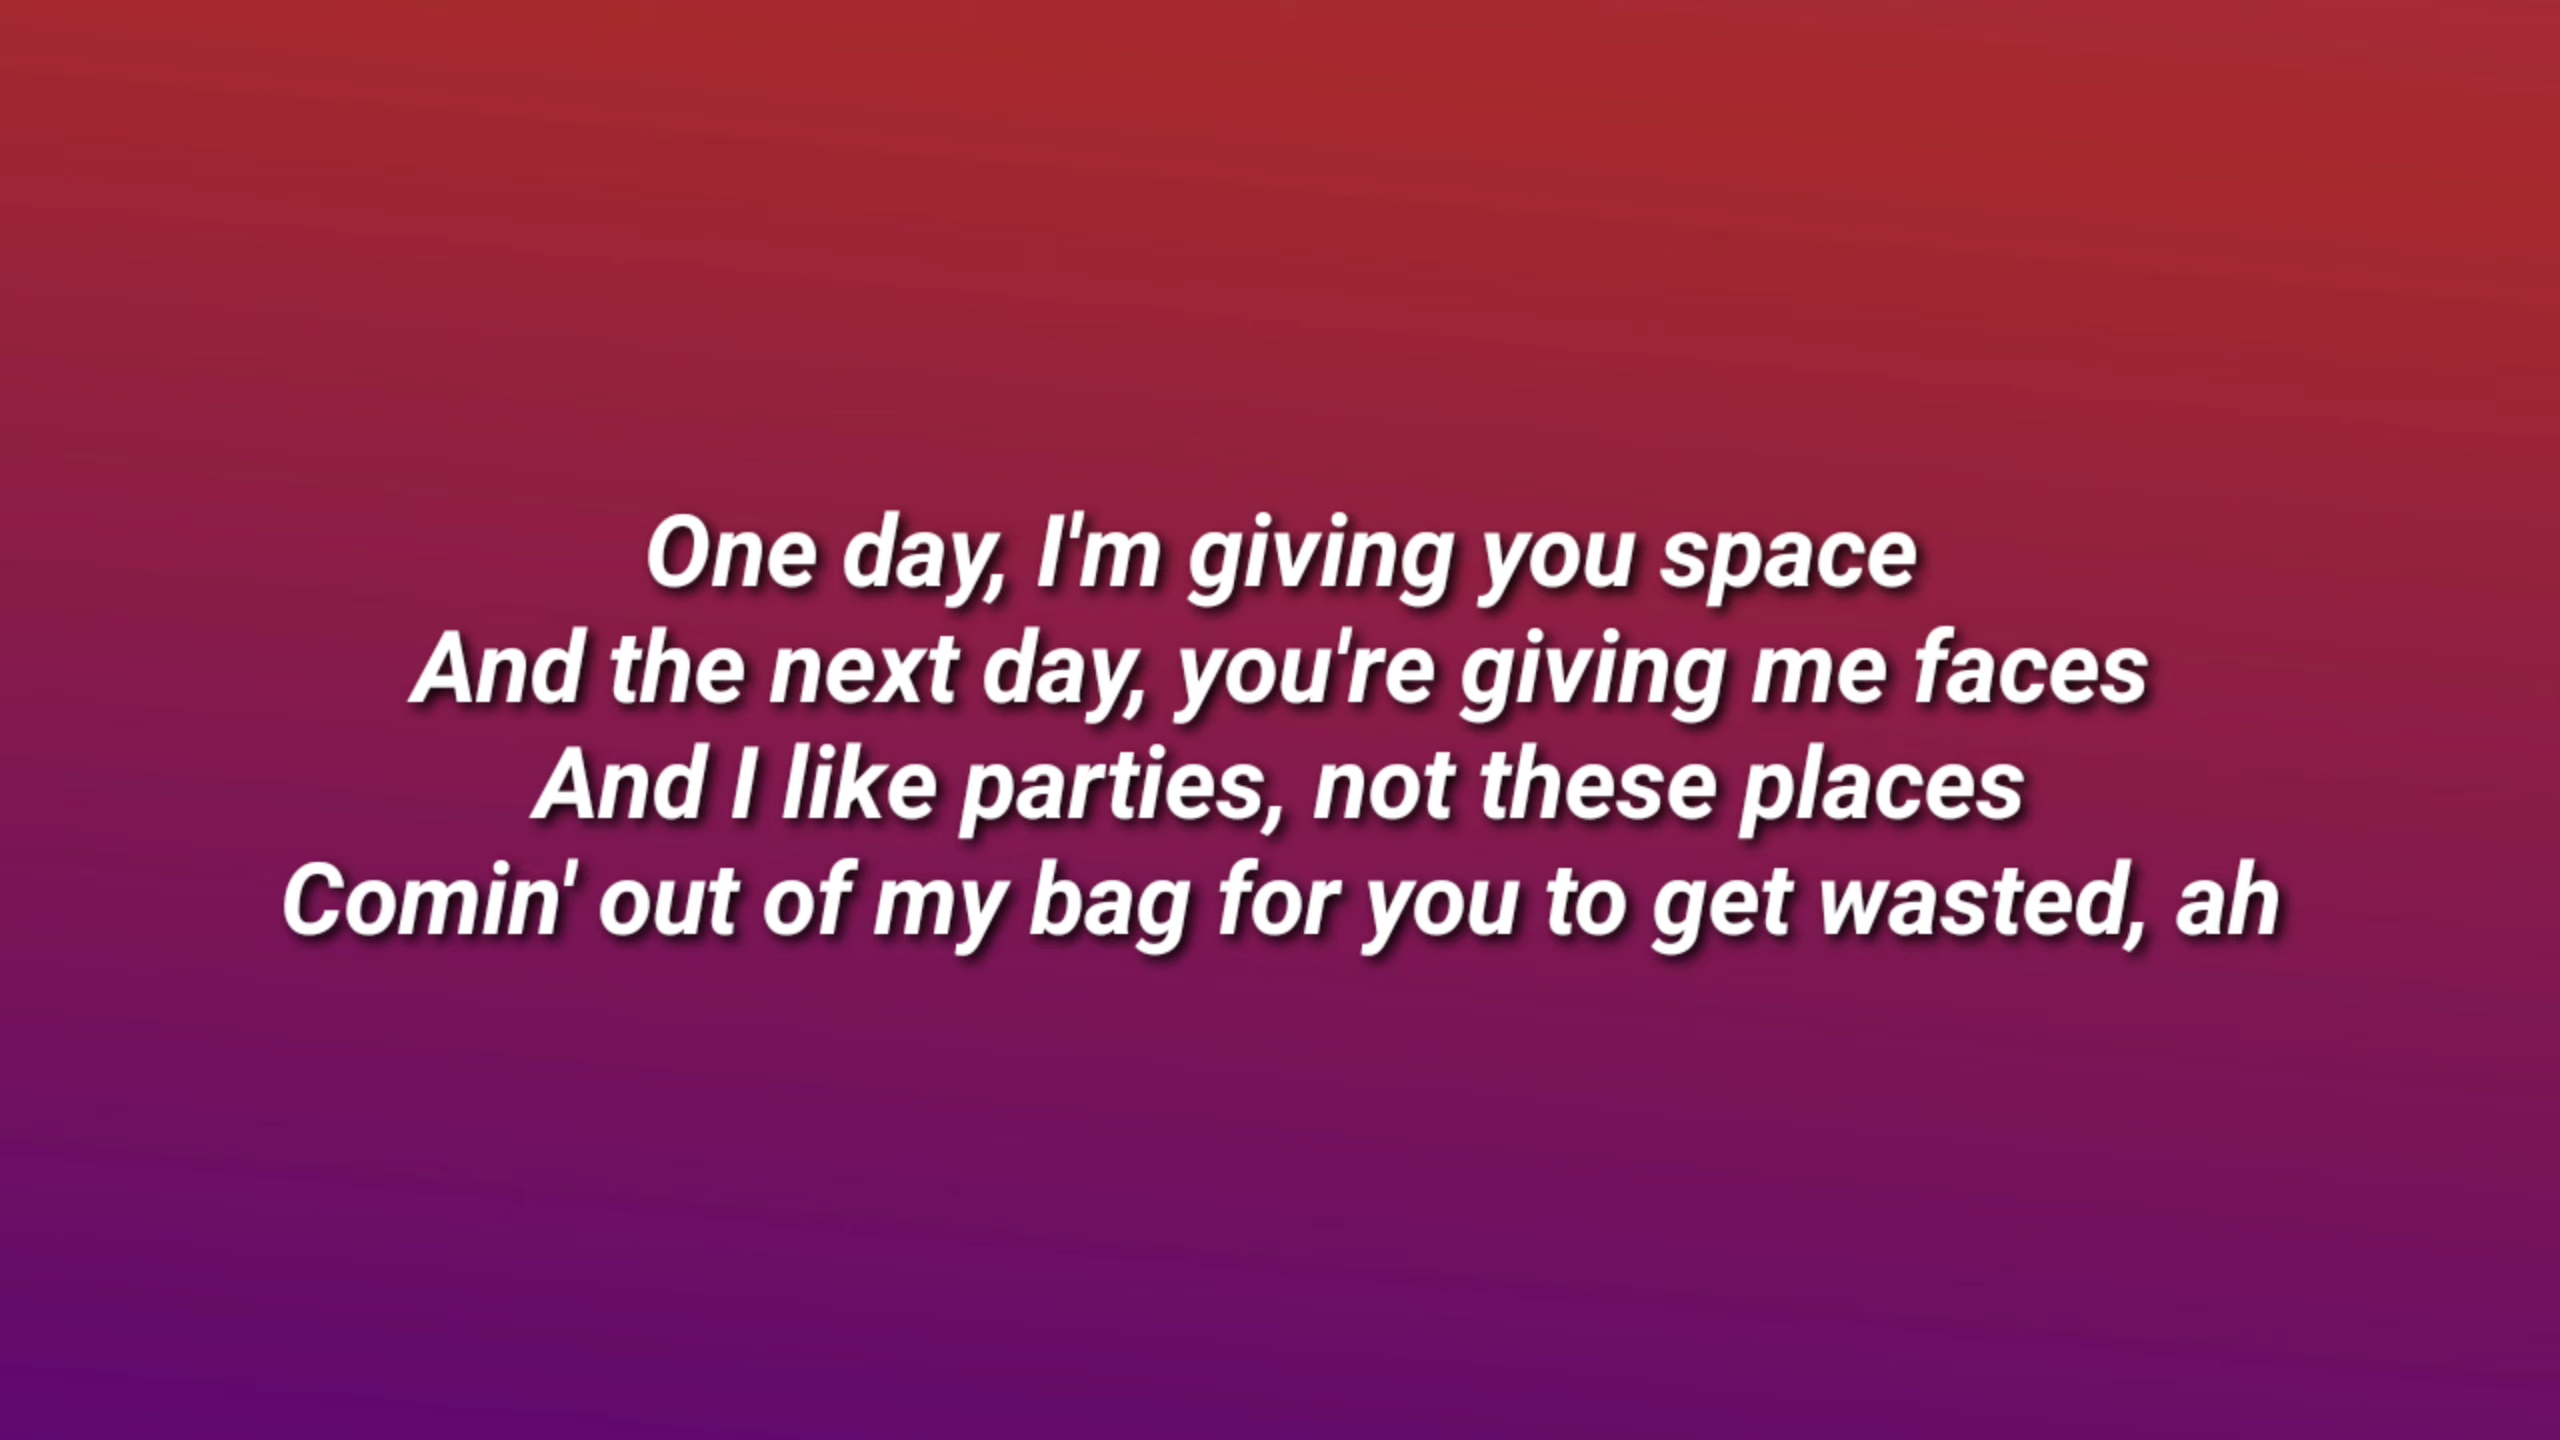 One day, I'm giving you space
And the next day, you're giving me faces
And I like parties, not these places
Comin' out of my bag for you to get wasted, ah